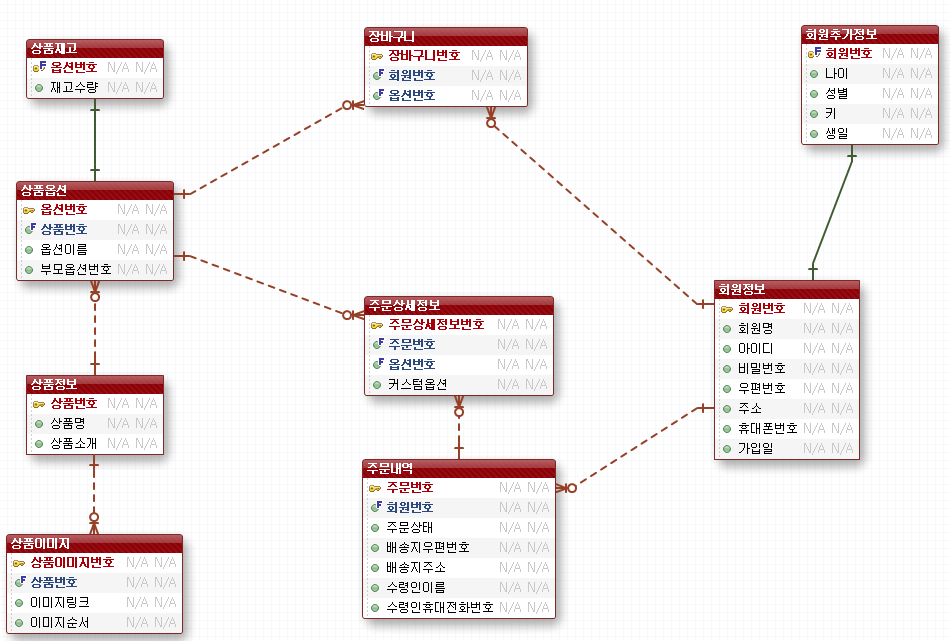 상품재고
옵션번호 N/A N/A
재고수량 N/A N/A
장바구니
장바구니번호 N/A N/A
회원번호 N/A N/A
옵션번호 N/A N/A
회원추가정보
회원번호 N/A N/A
나이 N/A N/A
성별 N/A N/A
키 N/A N/A
생일 N/A N/A
상품옵션
옵션번호 N/A N/A
상품번호 N/A N/A
옵션이름 N/A N/A
부모옵션번호 N/A N/A
주문상세정보
주문상세정보번호 N/A N/A
주문번호 N/A N/A
옵션번호 N/A N/A
커스텀옵션 N/A N/A
회원정보
회원번호 N/A N/A
회원명 N/A N/A
아이디 N/A N/A
비밀번호 N/A N/A
우편번호 N/A N/A
주소 N/A N/A
휴대폰번호 N/A N/A
가입일 N/A N/A
상품정보
상품번호 N/A N/A
상품명 N/A N/A
상품소개 N/A N/A
주문내역
주문번호 N/A N/A
회원번호 N/A N/A
주문상태 N/A N/A
배송지우편번호 N/A N/A
배송지주소 N/A N/A
수령인이름 N/A N/A
수령인휴대전화번호 N/A N/A
상품이미지
상품이미지번호 N/A N/A
상품번호 N/A N/A
이미지링크 N/A N/A
이미지순서 N/A N/A